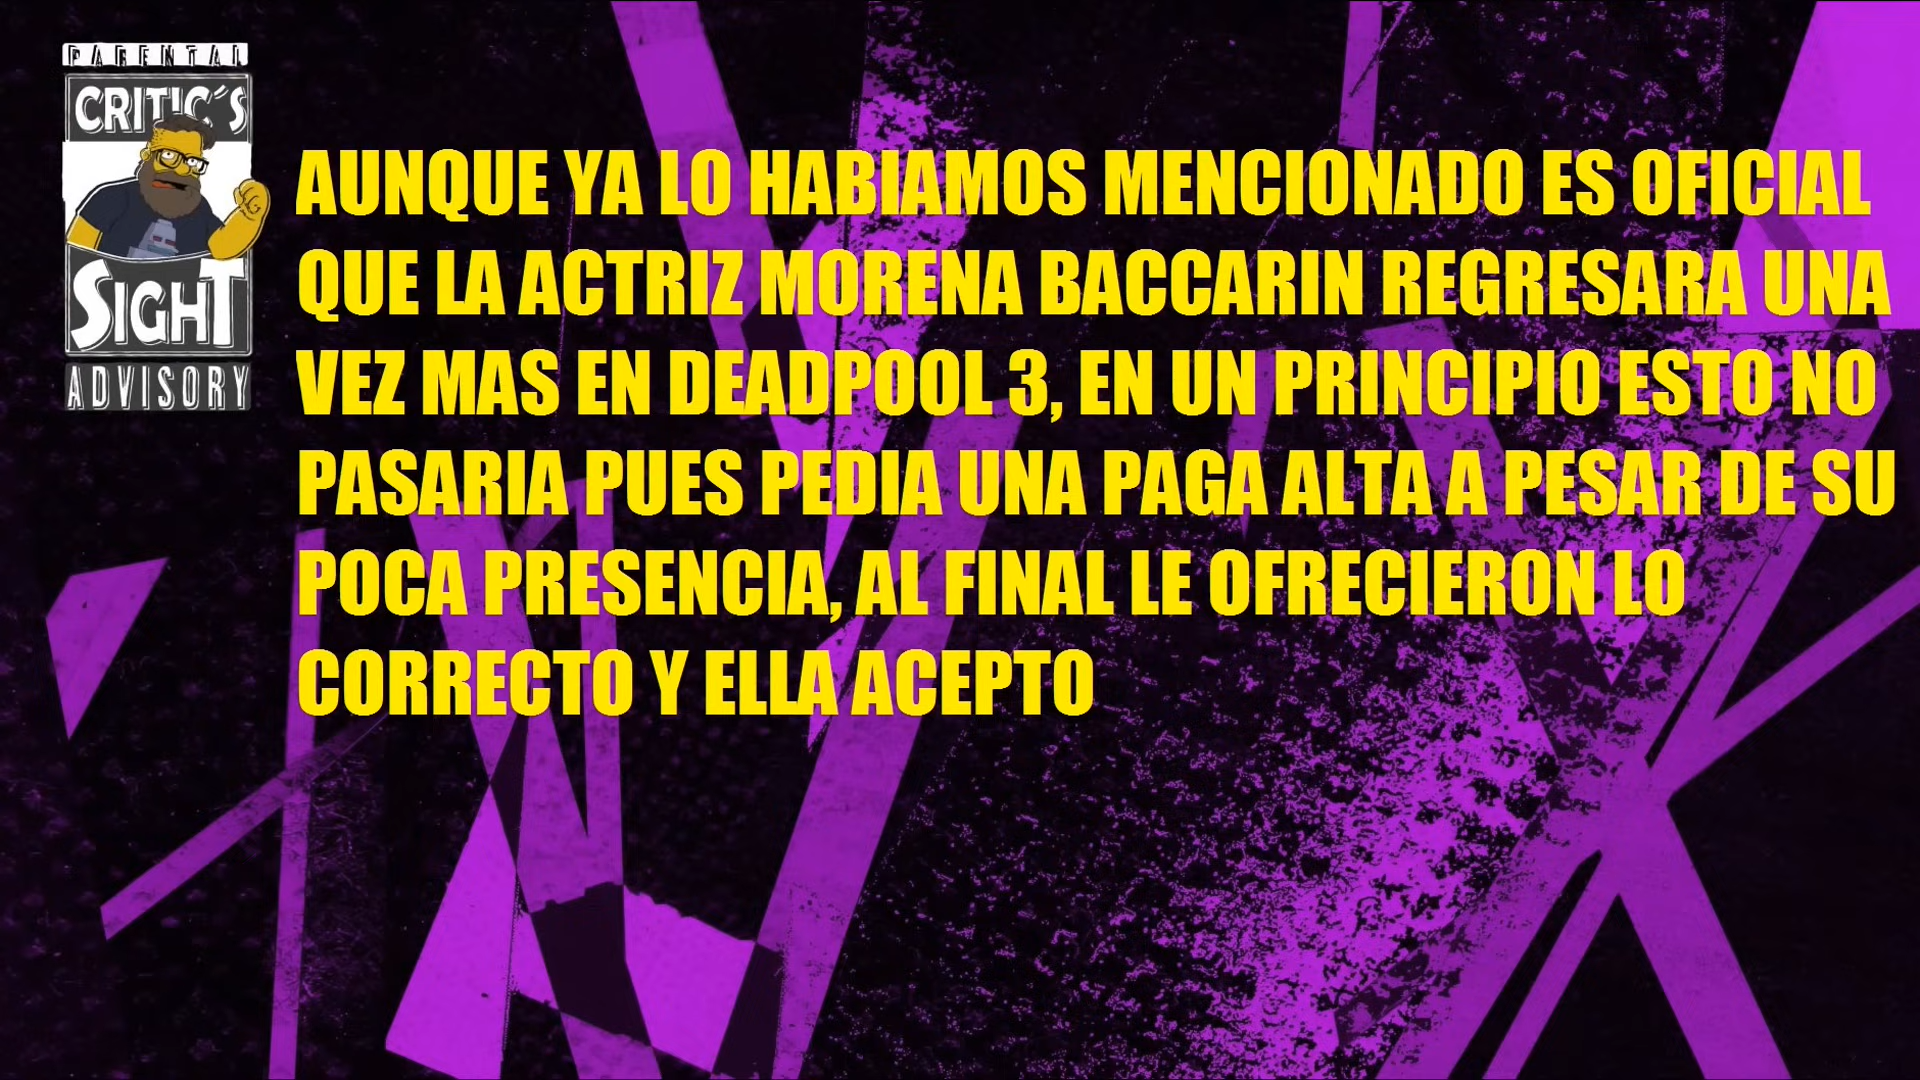 PARENTAL
CRITIC´S
SIGHT
ADVISORY
AUNQUE YA LO HABIAMOS MENCIONADO ES OFICIAL
QUE LA ACTRIZ MORENA BACCARIN REGRESARA UNA
VEZ MAS EN DEADPOOL 3, EN UN PRINCIPIO ESTO NO
PASARIA PUES PEDIA UNA PAGA ALTA A PESAR DE SU
POCA PRESENCIA, AL FINAL LE OFRECIERON LO
CORRECTO Y ELLA ACEPTO